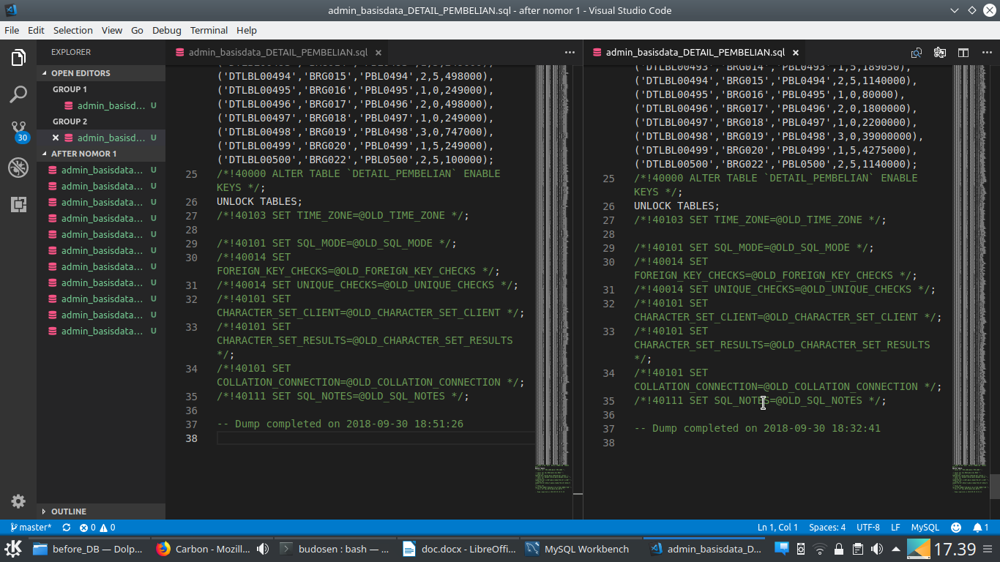 admin_basisdata_DETAIL_PEMBELIAN.sql - after nomor 1 - Visual Studio Code
File Edit Selection View Go Debug Terminal Help
EXPLORER
OPEN EDITORS
GROUP 1
admin_basisd... U
GROUP 2
admin_basisd... U
AFTER NOMOR 1
admin_basisdata... U
admin_basisdata... U
admin_basisdata... U
admin_basisdata... U
admin_basisdata... U
admin_basisdata... U
admin_basisdata... U
admin_basisdata... U
admin_basisdata... U
admin_basisdata... U
admin_basisdata... U
OUTLINE
30
admin_basisdata_DETAIL_PEMBELIAN.sql
('DTLBL00494','BRG015','PBL0494',2,5,498000),
('DTLBL00495','BRG016','PBL0495',1,0,249000),
('DTLBL00496','BRG017','PBL0496',2,0,498000),
('DTLBL00497','BRG018','PBL0497',1,0,249000),
('DTLBL00498','BRG019','PBL0498',3,0,747000),
('DTLBL00499','BRG020','PBL0499',1,5,249000),
('DTLBL00500','BRG022','PBL0500',2,5,100000);
25 /*!40000 ALTER TABLE `DETAIL_PEMBELIAN` ENABLE
KEYS */;
26 UNLOCK TABLES;
27 /*!40103 SET TIME_ZONE=@OLD_TIME_ZONE */;
28
29 /*!40101 SET SQL_MODE=@OLD_SQL_MODE */;
30 /*!40014 SET
FOREIGN_KEY_CHECKS=@OLD_FOREIGN_KEY_CHECKS */;
31 /*!40014 SET UNIQUE_CHECKS=@OLD_UNIQUE_CHECKS */;
32 /*!40101 SET
CHARACTER_SET_CLIENT=@OLD_CHARACTER_SET_CLIENT */;
33 /*!40101 SET
CHARACTER_SET_RESULTS=@OLD_CHARACTER_SET_RESULTS
*/;
34 /*!40101 SET
COLLATION_CONNECTION=@OLD_COLLATION_CONNECTION */;
35 /*!40111 SET SQL_NOTES=@OLD_SQL_NOTES */;
36
37 -- Dump completed on 2018-09-30 18:51:26
38
admin_basisdata_DETAIL_PEMBELIAN.sql
('DTLBL00493','BRG014','PBL0493',1,5,189050),
('DTLBL00494','BRG015','PBL0494',2,5,1140000),
('DTLBL00495','BRG016','PBL0495',1,0,80000),
('DTLBL00496','BRG017','PBL0496',2,0,1800000),
('DTLBL00497','BRG018','PBL0497',1,0,2200000),
('DTLBL00498','BRG019','PBL0498',3,0,39000000),
('DTLBL00499','BRG020','PBL0499',1,5,4275000),
('DTLBL00500','BRG022','PBL0500',2,5,1140000);
25 /*!40000 ALTER TABLE `DETAIL_PEMBELIAN` ENABLE
KEYS */;
26 UNLOCK TABLES;
27 /*!40103 SET TIME_ZONE=@OLD_TIME_ZONE */;
28
29 /*!40101 SET SQL_MODE=@OLD_SQL_MODE */;
30 /*!40014 SET
FOREIGN_KEY_CHECKS=@OLD_FOREIGN_KEY_CHECKS */;
31 /*!40014 SET UNIQUE_CHECKS=@OLD_UNIQUE_CHECKS */;
32 /*!40101 SET
CHARACTER_SET_CLIENT=@OLD_CHARACTER_SET_CLIENT */;
33 /*!40101 SET
CHARACTER_SET_RESULTS=@OLD_CHARACTER_SET_RESULTS
*/;
34 /*!40101 SET
COLLATION_CONNECTION=@OLD_COLLATION_CONNECTION */;
35 /*!40111 SET SQL_NOTES=@OLD_SQL_NOTES */;
36
37 -- Dump completed on 2018-09-30 18:32:41
38
master* 0 0 Ln 1, Col 1 Spaces: 4 UTF-8 LF MySQL 1
before_DB — Dolp... Carbon - Mozill... budosen : bash — ... doc.docx - LibreOffi... MySQL Workbench admin_basisdata_D... 17.39